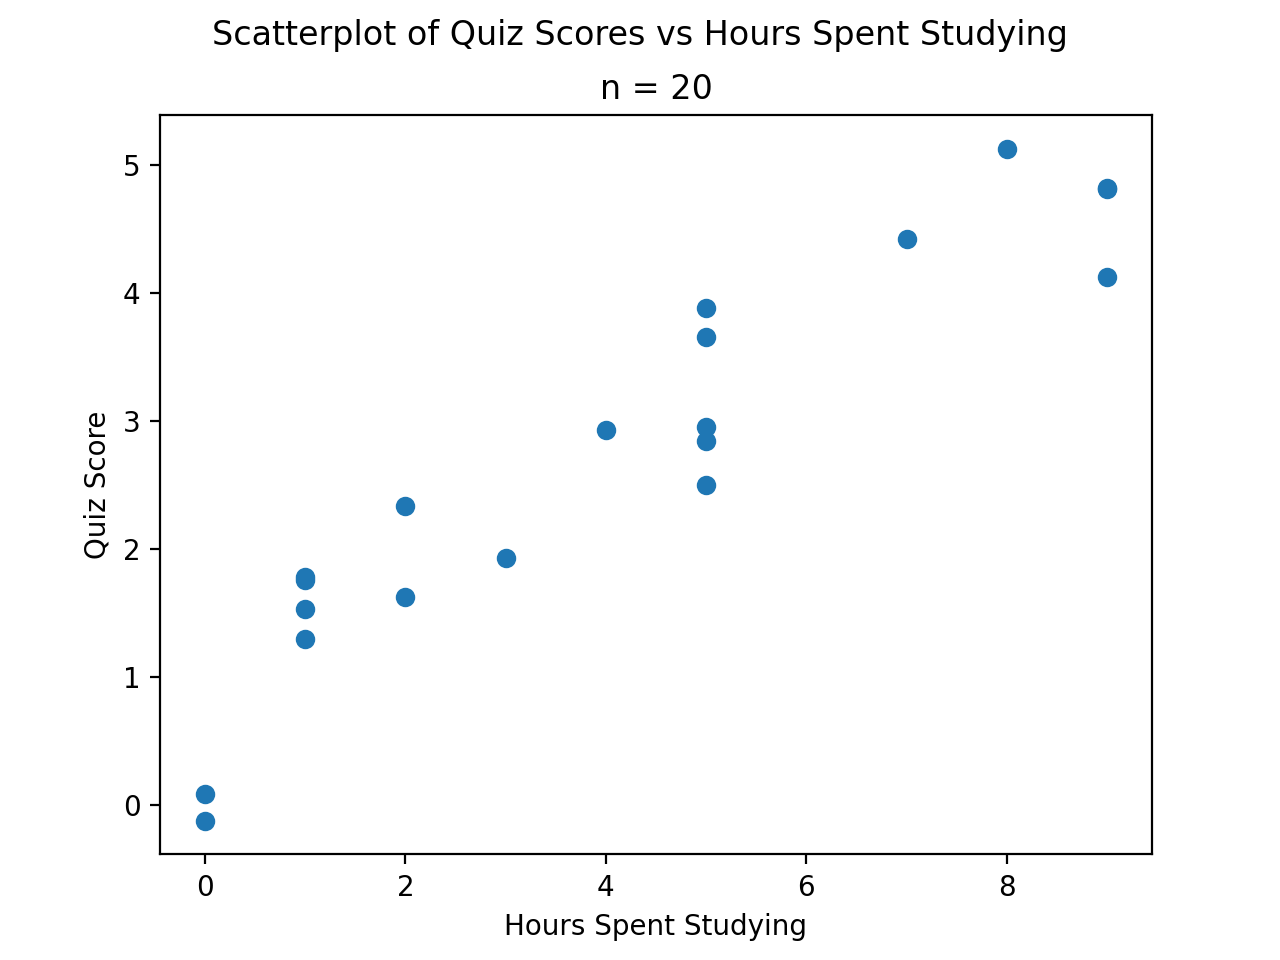 Scatterplot of Quiz Scores vs Hours Spent Studying
n = 20
5
4
3
2
1
0
Quiz Score
0 2 4 6 8
Hours Spent Studying